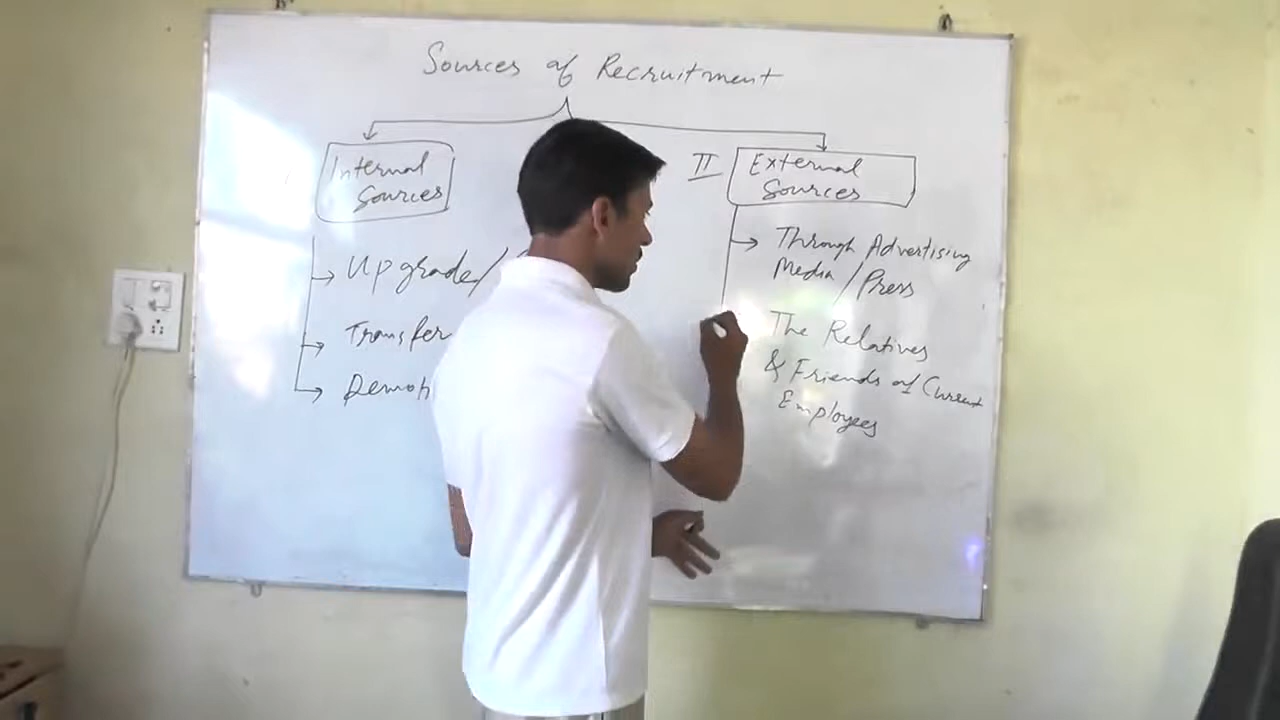 Sources of Recruitment
Internal
Sources
Upgrade/
Transfer
II
External
Sources
Through Advertising
Media / Press
The Relatives
& Friends of Current
Employees